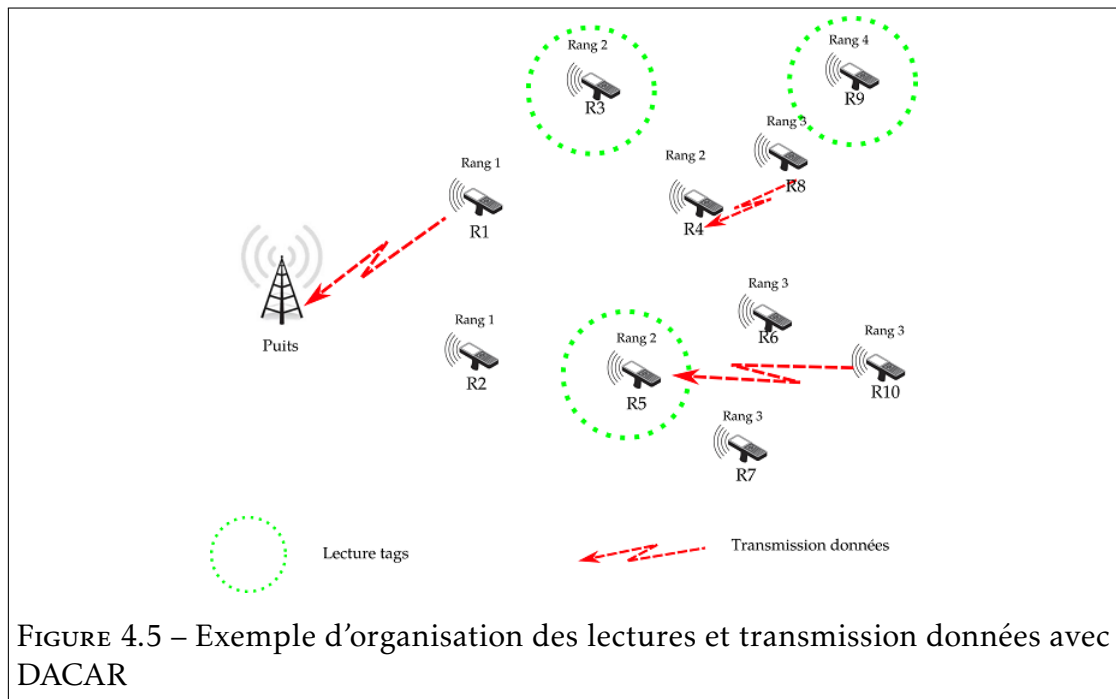 Rang 2
R3
Rang 4
R9
Rang 3
R8
Rang 1
R1
Rang 2
R4
Puits
Rang 1
R2
Rang 2
R5
Rang 3
R6
Rang 3
R10
Rang 3
R7
Lecture tags
Transmission données
FIGURE 4.5 – Exemple d'organisation des lectures et transmission données avec
DACAR